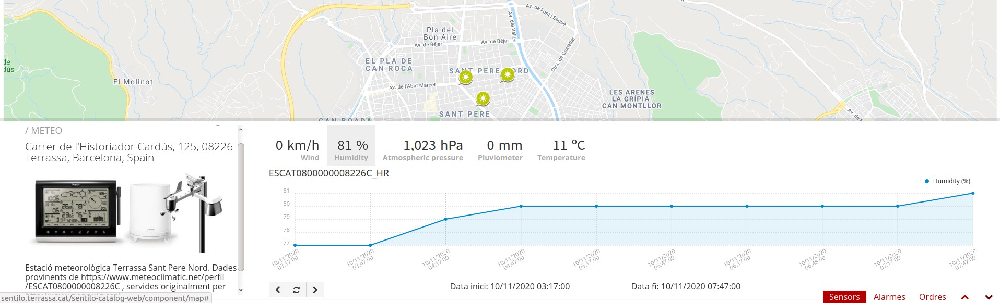 Av. de Font i Sagué
Av. del Vallès
Pla del
Bon Aire
Av. de Béjar
Av. de Béjar
Ctra. de Castellar
EL PLA DE
CAN ROCA
SANT PERE NORD
de
dús
El Molinot
Av. de l'Abat Marcet
LES ARENES
- LA GRÍPIA -
CAN MONTLLOR
SANT PERE
CAN BOADA
Av. de M
/ METEO
Carrer de l'Historiador Cardús, 125, 08226
Terrassa, Barcelona, Spain
Estació meteorològica Terrassa Sant Pere Nord. Dades
provinents de https://www.meteoclimatic.net/perfil
/ESCAT0800000008226C , servides originalment per
sentilo.terrassa.cat/sentilo-catalog-web/component/map#
0 km/h
Wind
81 %
Humidity
1,023 hPa
Atmospheric pressure
0 mm
Pluviometer
11 ºC
Temperature
ESCAT0800000008226C_HR
Humidity (%)
81
80
79
78
77
10/11/2020
03:17:00
10/11/2020
03:47:00
10/11/2020
04:17:00
10/11/2020
04:47:00
10/11/2020
05:17:00
10/11/2020
05:47:00
10/11/2020
06:17:00
10/11/2020
06:48:00
10/11/2020
07:17:00
10/11/2020
07:47:00
Data inici: 10/11/2020 03:17:00
Data fi: 10/11/2020 07:47:00
Sensors
Alarmes
Ordres